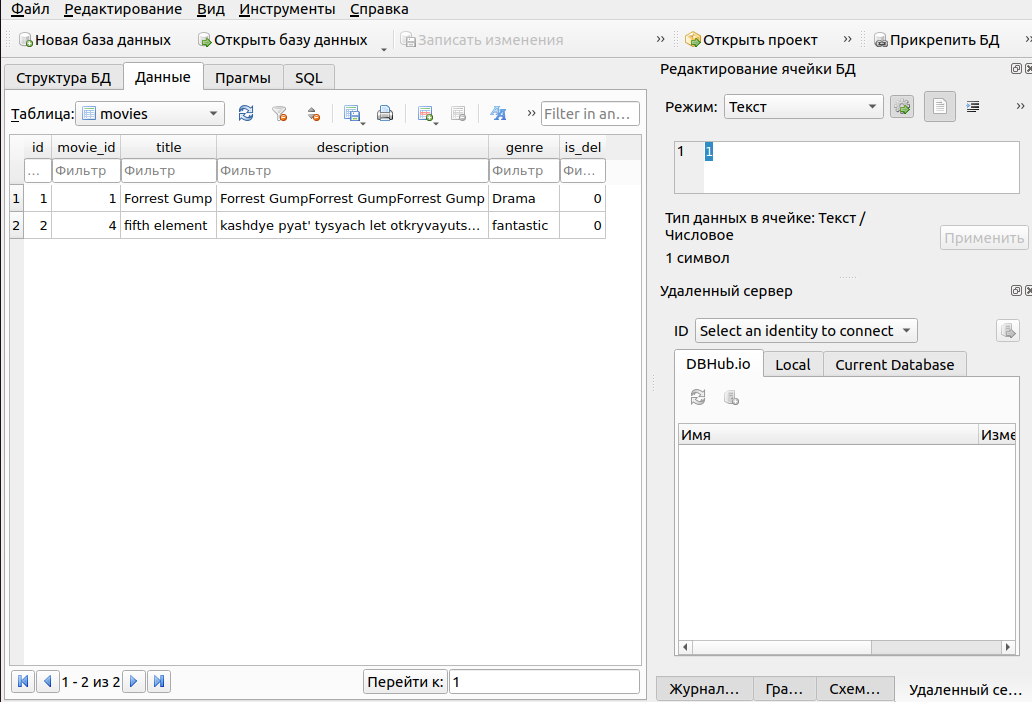 Файл Редактирование Вид Инструменты Справка
Новая база данных Открыть базу данных Записать изменения » Открыть проект » Прикрепить БД »
Структура БД Данные Прагмы SQL
Таблица: movies » Filter in an...
id movie_id title description genre is_del
... Фильтр Фильтр Фильтр Фильтр Фи...
1 1 1 Forrest Gump Forrest GumpForrest GumpForrest Gump Drama 0
2 2 4 fifth element kashdye pyat' tysyach let otkryvayuts... fantastic 0
1 - 2 из 2 Перейти к: 1
Редактирование ячейки БД
Режим: Текст »
1 1
Тип данных в ячейке: Текст /
Числовое
1 символ
Применить
Удаленный сервер
ID Select an identity to connect
DBHub.io Local Current Database
Имя Изме
Журнал... Гра... Схем... Удаленный се...